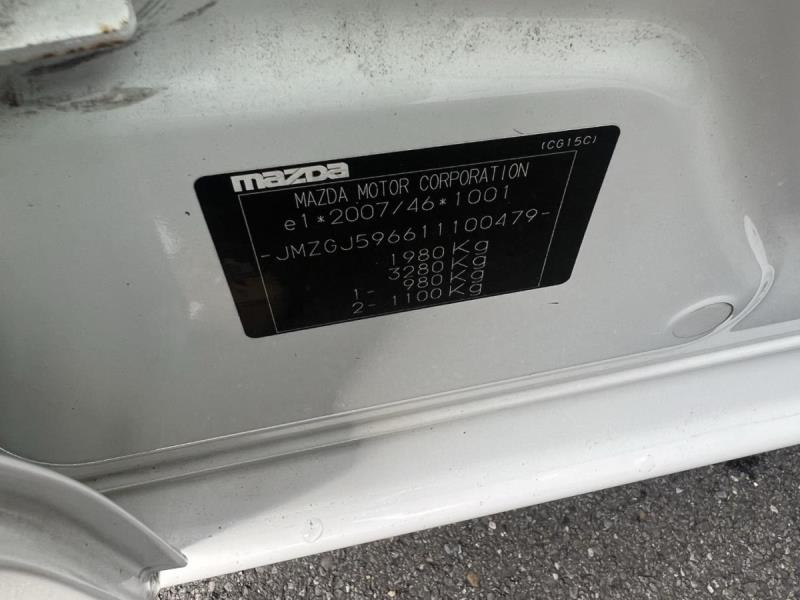 (CG15C)
mazda
MAZDA MOTOR CORPORATION
e1*2007/46*1001
-JMZGJ596611100479-
1980 Kg
3280 Kg
1- 980 Kg
2- 1100 Kg